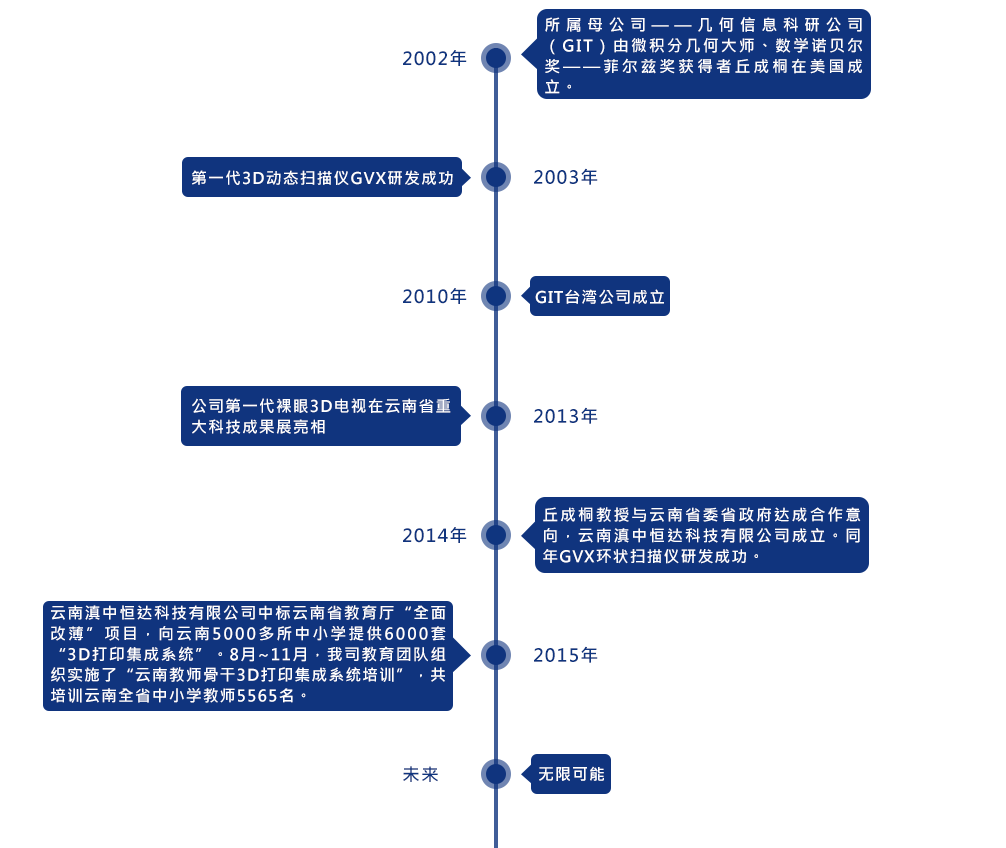 2002年
所属母公司——几何信息科研公司
（GIT）由微积分几何大师、数学诺贝尔
奖——菲尔兹奖获得者丘成桐在美国成
立。
第一代3D动态扫描仪GVX研发成功
2003年
2010年
GIT台湾公司成立
公司第一代裸眼3D电视在云南省重
大科技成果展亮相
2013年
2014年
丘成桐教授与云南省委省政府达成合作意
向，云南滇中恒达科技有限公司成立。同
年GVX环状扫描仪研发成功。
云南滇中恒达科技有限公司中标云南省教育厅“全面
改薄”项目，向云南5000多所中小学提供6000套
“3D打印集成系统”。8月~11月，我司教育团队组
织实施了“云南教师骨干3D打印集成系统培训”，共
培训云南全省中小学教师5565名。
2015年
未来
无限可能